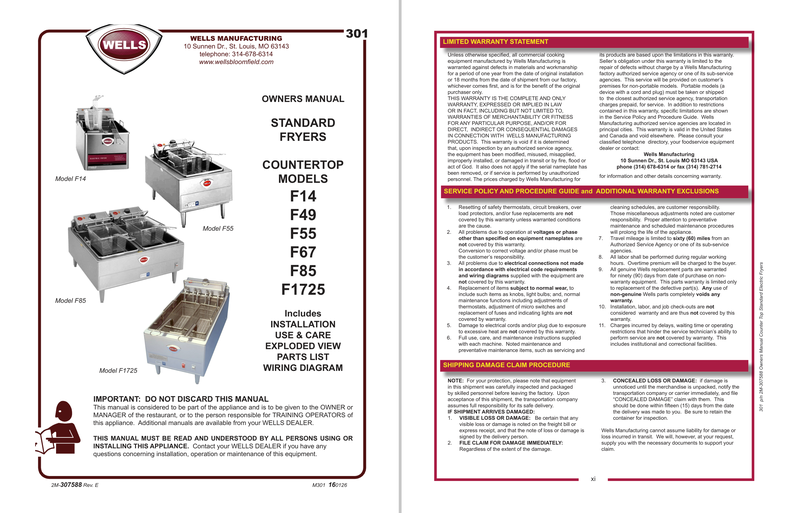 301
WELLS
WELLS MANUFACTURING
10 Sunnen Dr., St. Louis, MO 63143
telephone: 314-678-6314
www.wellsbloomfield.com
OWNERS MANUAL
STANDARD
FRYERS
COUNTERTOP
MODELS
F14
F49
F55
F67
F85
F1725
Includes
INSTALLATION
USE & CARE
EXPLODED VIEW
PARTS LIST
WIRING DIAGRAM
Model F14
Model F55
Model F85
Model F1725
IMPORTANT: DO NOT DISCARD THIS MANUAL
This manual is considered to be part of the appliance and is to be given to the OWNER or
MANAGER of the restaurant, or to the person responsible for TRAINING OPERATORS of
this appliance. Additional manuals are available from your WELLS DEALER.
THIS MANUAL MUST BE READ AND UNDERSTOOD BY ALL PERSONS USING OR
INSTALLING THIS APPLIANCE. Contact your WELLS DEALER if you have any
questions concerning installation, operation or maintenance of this equipment.
2M-307588 Rev. E
M301 160126
LIMITED WARRANTY STATEMENT
Unless otherwise specified, all commercial cooking
equipment manufactured by Wells Manufacturing is
warranted against defects in materials and workmanship
for a period of one year from the date of original installation
or 18 months from the date of shipment from our factory,
whichever comes first, and is for the benefit of the original
purchaser only.
THIS WARRANTY IS THE COMPLETE AND ONLY
WARRANTY, EXPRESSED OR IMPLIED IN LAW
OR IN FACT, INCLUDING BUT NOT LIMITED TO,
WARRANTIES OF MERCHANTABILITY OR FITNESS
FOR ANY PARTICULAR PURPOSE, AND/OR FOR
DIRECT, INDIRECT OR CONSEQUENTIAL DAMAGES
IN CONNECTION WITH WELLS MANUFACTURING
PRODUCTS. This warranty is void if it is determined
that, upon inspection by an authorized service agency,
the equipment has been modified, misused, misapplied,
improperly installed, or damaged in transit or by fire, flood or
act of God. It also does not apply if the serial nameplate has
been removed, or if service is performed by unauthorized
personnel. The prices charged by Wells Manufacturing for
its products are based upon the limitations in this warranty.
Seller's obligation under this warranty is limited to the
repair of defects without charge by a Wells Manufacturing
factory authorized service agency or one of its sub-service
agencies. This service will be provided on customer's
premises for non-portable models. Portable models (a
device with a cord and plug) must be taken or shipped
to the closest authorized service agency, transportation
charges prepaid, for service. In addition to restrictions
contained in this warranty, specific limitations are shown
in the Service Policy and Procedure Guide. Wells
Manufacturing authorized service agencies are located in
principal cities. This warranty is valid in the United States
and Canada and void elsewhere. Please consult your
classified telephone directory, your foodservice equipment
dealer or contact:
Wells Manufacturing
10 Sunnen Dr., St. Louis MO 63143 USA
phone (314) 678-6314 or fax (314) 781-2714
for information and other details concerning warranty.
SERVICE POLICY AND PROCEDURE GUIDE and ADDITIONAL WARRANTY EXCLUSIONS
1. Resetting of safety thermostats, circuit breakers, over
load protectors, and/or fuse replacements are not
covered by this warranty unless warranted conditions
are the cause.
2. All problems due to operation at voltages or phase
other than specified on equipment nameplates are
not covered by this warranty.
Conversion to correct voltage and/or phase must be
the customer's responsibility.
3. All problems due to electrical connections not made
in accordance with electrical code requirements
and wiring diagrams supplied with the equipment are
not covered by this warranty.
4. Replacement of items subject to normal wear, to
include such items as knobs, light bulbs; and, normal
maintenance functions including adjustments of
thermostats, adjustment of micro switches and
replacement of fuses and indicating lights are not
covered by warranty.
5. Damage to electrical cords and/or plug due to exposure
to excessive heat are not covered by this warranty.
6. Full use, care, and maintenance instructions supplied
with each machine. Noted maintenance and
preventative maintenance items, such as servicing and
cleaning schedules, are customer responsibility.
Those miscellaneous adjustments noted are customer
responsibility. Proper attention to preventative
maintenance and scheduled maintenance procedures
will prolong the life of the appliance.
7. Travel mileage is limited to sixty (60) miles from an
Authorized Service Agency or one of its sub-service
agencies.
8. All labor shall be performed during regular working
hours. Overtime premium will be charged to the buyer.
9. All genuine Wells replacement parts are warranted
for ninety (90) days from date of purchase on non-
warranty equipment. This parts warranty is limited only
to replacement of the defective part(s). Any use of
non-genuine Wells parts completely voids any
warranty.
10. Installation, labor, and job check-outs are not
considered warranty and are thus not covered by this
warranty.
11. Charges incurred by delays, waiting time or operating
restrictions that hinder the service technician's ability to
perform service are not covered by warranty. This
includes institutional and correctional facilities.
SHIPPING DAMAGE CLAIM PROCEDURE
NOTE: For your protection, please note that equipment
in this shipment was carefully inspected and packaged
by skilled personnel before leaving the factory. Upon
acceptance of this shipment, the transportation company
assumes full responsibility for its safe delivery.
IF SHIPMENT ARRIVES DAMAGED:
1. VISIBLE LOSS OR DAMAGE: Be certain that any
visible loss or damage is noted on the freight bill or
express receipt, and that the note of loss or damage is
signed by the delivery person.
2. FILE CLAIM FOR DAMAGE IMMEDIATELY:
Regardless of the extent of the damage.
3. CONCEALED LOSS OR DAMAGE: if damage is
unnoticed until the merchandise is unpacked, notify the
transportation company or carrier immediately, and file
"CONCEALED DAMAGE" claim with them. This
should be done within fifteen (15) days from the date
the delivery was made to you. Be sure to retain the
container for inspection.
Wells Manufacturing cannot assume liability for damage or
loss incurred in transit. We will, however, at your request,
supply you with the necessary documents to support your
claim.
xi
301 p/n 2M-307588 Owners Manual Counter Top Standard Electric Fryers